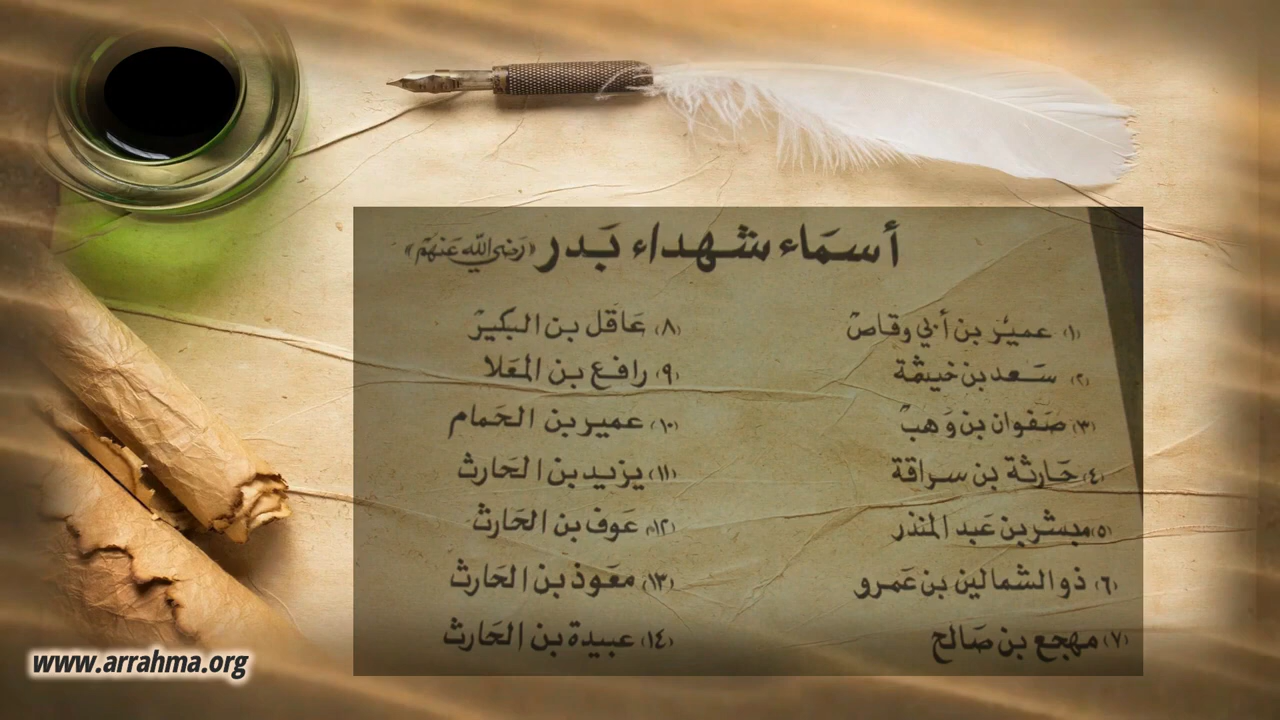 أسماء شهداء بدر «رضي الله عنهم»
(١) عمير بن أبي وقاص
(٢) سعد بن خيثمة
(٣) صفوان بن وهب
(٤) حارثة بن سراقة
(٥) مبشر بن عبد المنذر
(٦) ذو الشمالين بن عمرو
(٧) مهجع بن صالح
(٨) عاقل بن البكير
(٩) رافع بن المعلا
(١٠) عمير بن الحمام
(١١) يزيد بن الحارث
(١٢) عوف بن الحارث
(١٣) معوذ بن الحارث
(١٤) عبيدة بن الحارث
www.arrahma.org